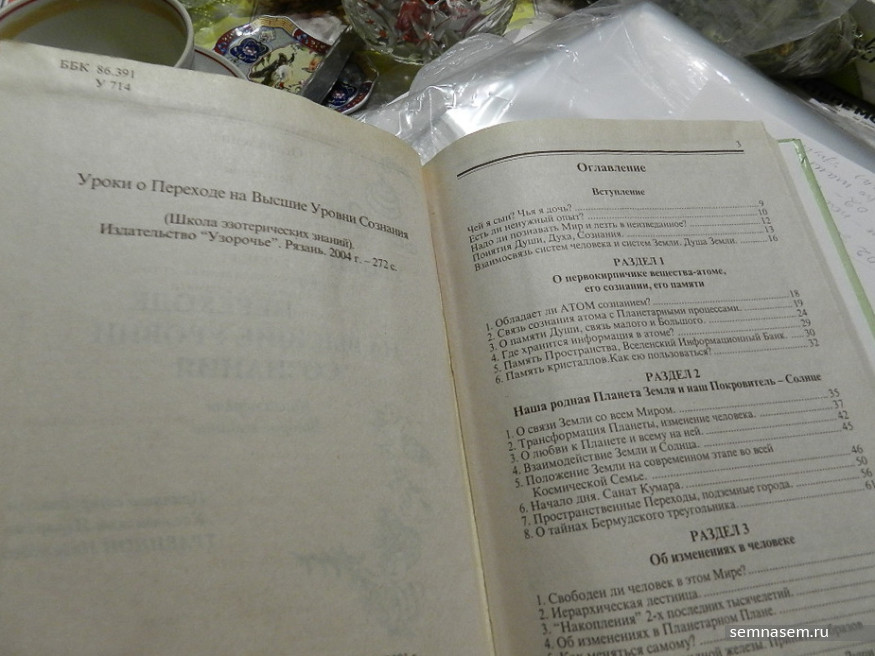 ББК 86.391
У 714
Уроки о Переходе на Высшие Уровни Сознания
(Школа эзотерических знаний).
Издательство “Узорочье”. Рязань. 2004 г. – 272 с.
3
Оглавление
Вступление
Чей я сын? Чья я дочь? 9
Есть ли ненужный опыт? 10
Надо ли познавать Мир и лезть в неизведанное? 12
Понятия Души, Духа, Сознания. 13
Взаимосвязь систем человека и систем Земли. Душа Земли. 16
РАЗДЕЛ 1
О первокирпичике вещества-атоме,
его сознании, его памяти
1. Обладает ли АТОМ сознанием? 18
2. Связь сознания атома с Планетарными процессами. 19
3. О памяти Души, связь малого и Большого. 24
4. Где хранится информация в атоме? 29
5. Память Пространства, Вселенский Информационный Банк. 30
6. Память кристаллов.Как ею пользоваться? 32
РАЗДЕЛ 2
Наша родная Планета Земля и наш Покровитель – Солнце
1. О связи Земли со всем Миром. 35
2. Трансформация Планеты, изменение человека. 37
3. О любви к Планете и всему на ней. 42
4. Взаимодействие Земли и Солнца. 45
5. Положение Земли на современном этапе во всей
Космической Семье. 46
6. Начало дня. Санат Кумара. 50
7. Пространственные Переходы, подземные города. 56
8. О тайнах Бермудского треугольника. 61
РАЗДЕЛ 3
Об изменениях в человеке
1. Свободен ли человек в этом Мире?
2. Иерархическая лестница.
3. “Накопления” 2-х последних тысячелетий.
4. Об изменениях в Планетарном Плане.
меняться самому? железы.
semnasem.ru